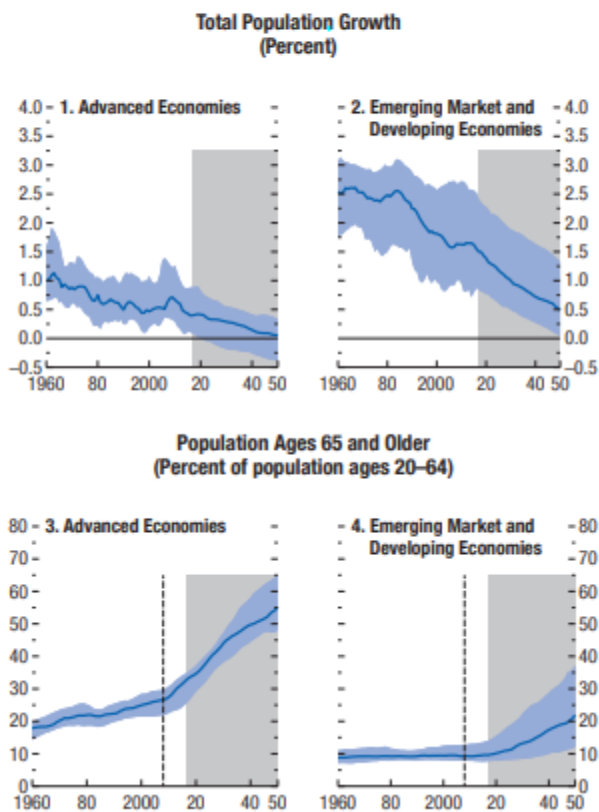 Total Population Growth
(Percent)
4.0
3.5
3.0
2.5
2.0
1.5
1.0
0.5
0.0
–0.5
1. Advanced Economies
1960 80 2000 20 40 50
2. Emerging Market and
Developing Economies
4.0
3.5
3.0
2.5
2.0
1.5
1.0
0.5
0.0
–0.5
1960 80 2000 20 40 50
Population Ages 65 and Older
(Percent of population ages 20–64)
80
70
60
50
40
30
20
10
0
3. Advanced Economies
1960 80 2000 20 40 50
4. Emerging Market and
Developing Economies
80
70
60
50
40
30
20
10
0
1960 80 2000 20 40 50